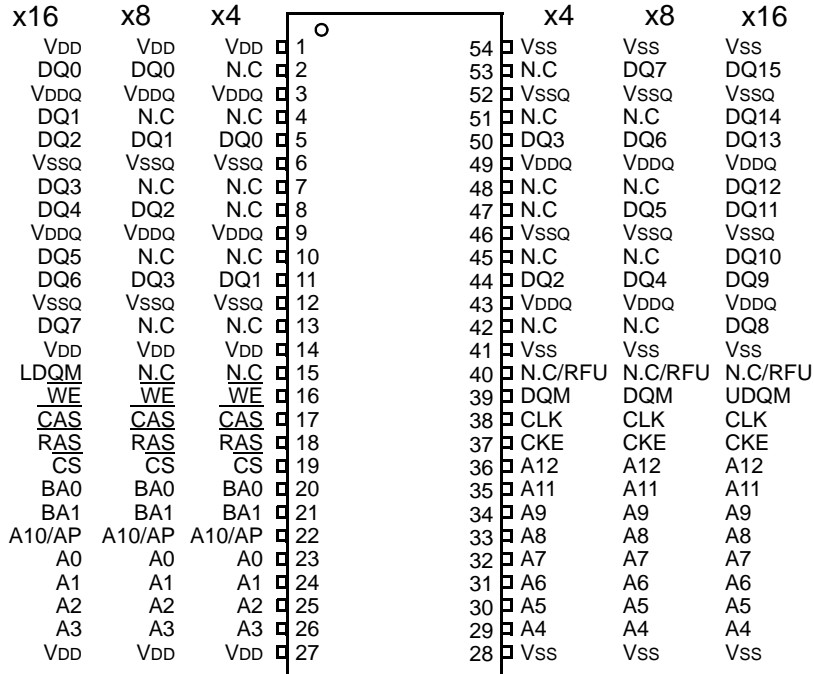 x16 x8 x4 x4 x8 x16
VDD VDD VDD 1 54 VSS VSS VSS
DQ0 DQ0 N.C 2 53 N.C DQ7 DQ15
VDDQ VDDQ VDDQ 3 52 VSSQ VSSQ VSSQ
DQ1 N.C N.C 4 51 N.C N.C DQ14
DQ2 DQ1 DQ0 5 50 DQ3 DQ6 DQ13
VSSQ VSSQ VSSQ 6 49 VDDQ VDDQ VDDQ
DQ3 N.C N.C 7 48 N.C N.C DQ12
DQ4 DQ2 N.C 8 47 N.C DQ5 DQ11
VDDQ VDDQ VDDQ 9 46 VSSQ VSSQ VSSQ
DQ5 N.C N.C 10 45 N.C N.C DQ10
DQ6 DQ3 DQ1 11 44 DQ2 DQ4 DQ9
VSSQ VSSQ VSSQ 12 43 VDDQ VDDQ VDDQ
DQ7 N.C N.C 13 42 N.C N.C DQ8
VDD VDD VDD 14 41 VSS VSS VSS
LDQM N.C N.C 15 40 N.C/RFU N.C/RFU N.C/RFU
WE WE WE 16 39 DQM DQM UDQM
CAS CAS CAS 17 38 CLK CLK CLK
RAS RAS RAS 18 37 CKE CKE CKE
CS CS CS 19 36 A12 A12 A12
BA0 BA0 BA0 20 35 A11 A11 A11
BA1 BA1 BA1 21 34 A9 A9 A9
A10/AP A10/AP A10/AP 22 33 A8 A8 A8
A0 A0 A0 23 32 A7 A7 A7
A1 A1 A1 24 31 A6 A6 A6
A2 A2 A2 25 30 A5 A5 A5
A3 A3 A3 26 29 A4 A4 A4
VDD VDD VDD 27 28 VSS VSS VSS